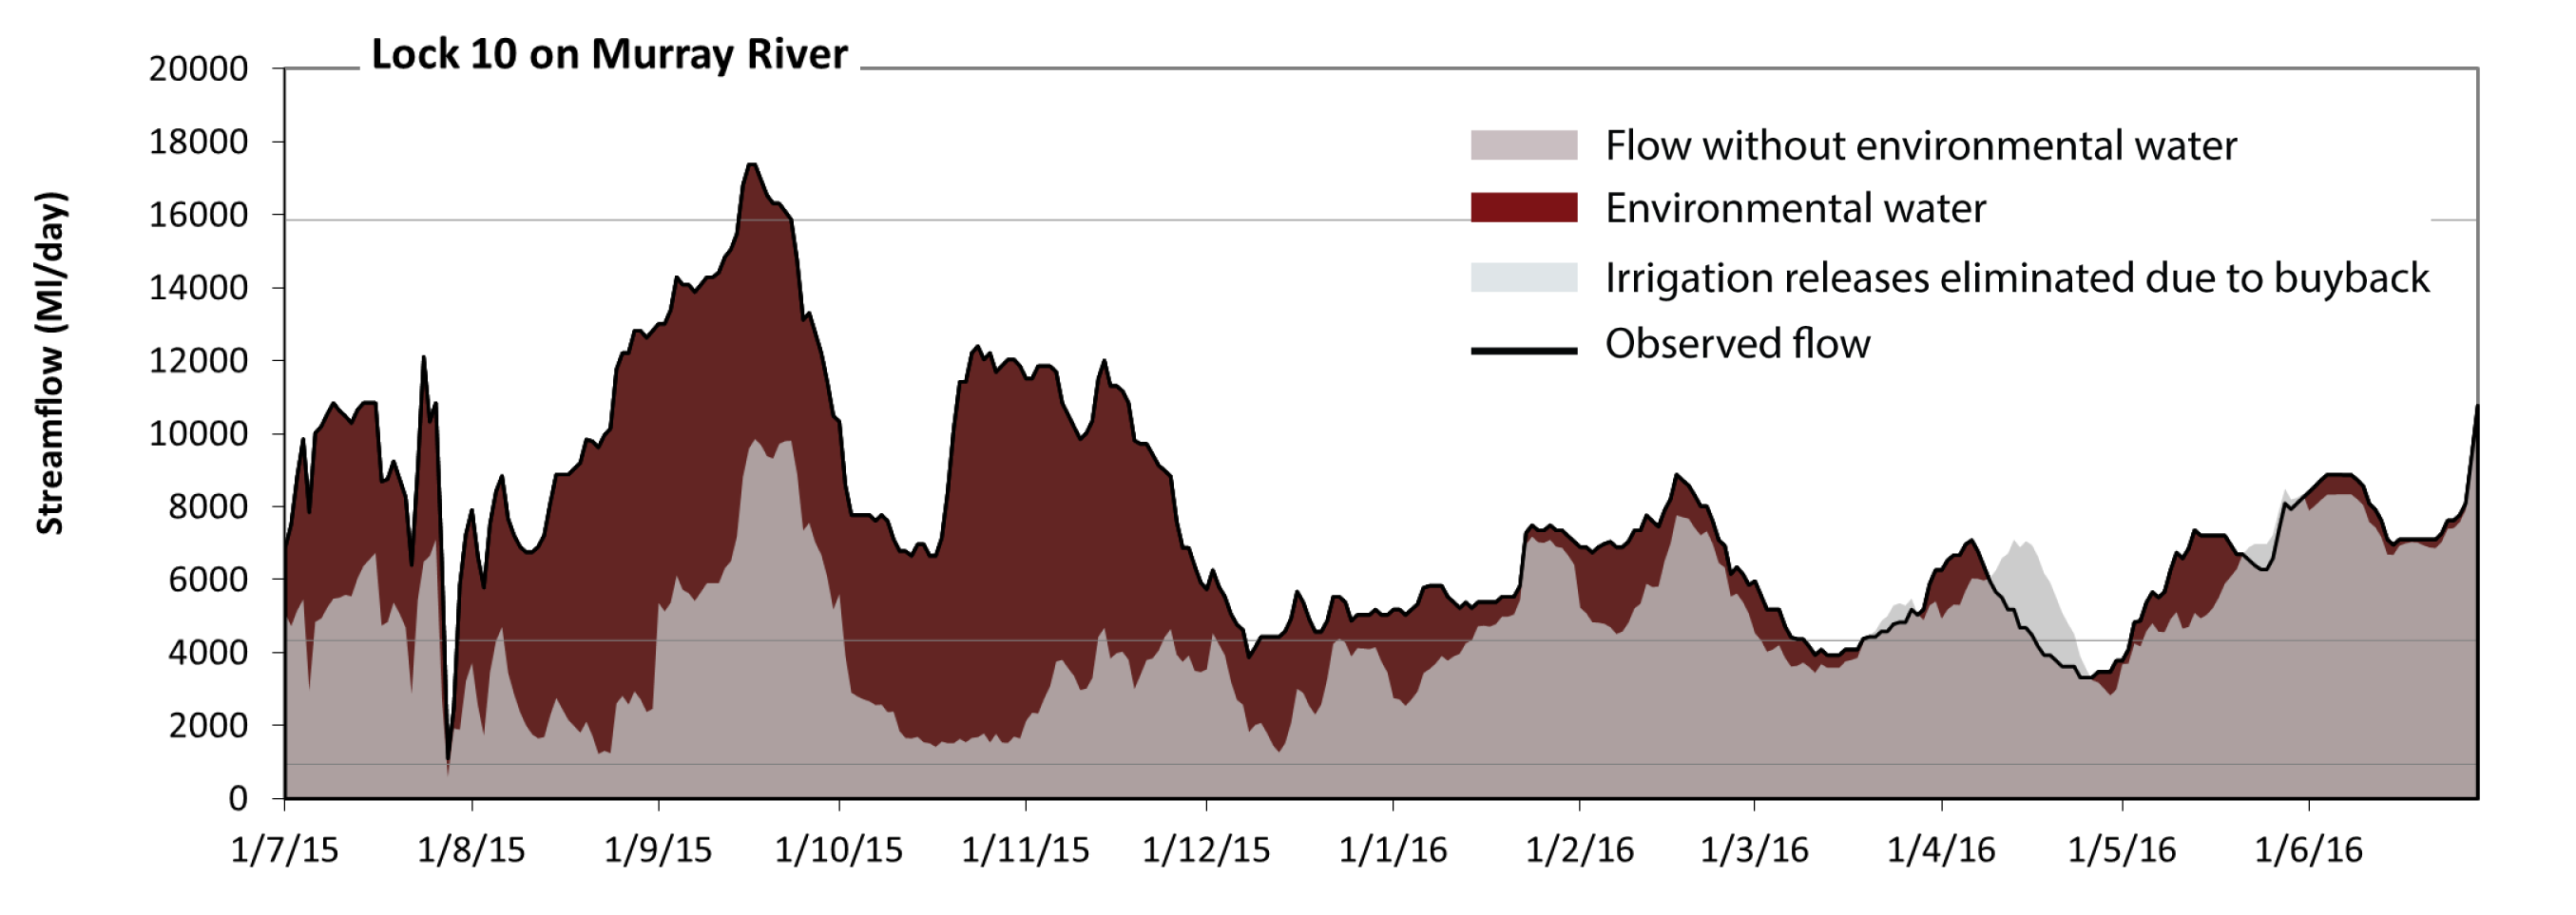 Lock 10 on Murray River
Streamflow (Ml/day)
20000
18000
16000
14000
12000
10000
8000
6000
4000
2000
0
Flow without environmental water
Environmental water
Irrigation releases eliminated due to buyback
Observed flow
1/7/15 1/8/15 1/9/15 1/10/15 1/11/15 1/12/15 1/1/16 1/2/16 1/3/16 1/4/16 1/5/16 1/6/16